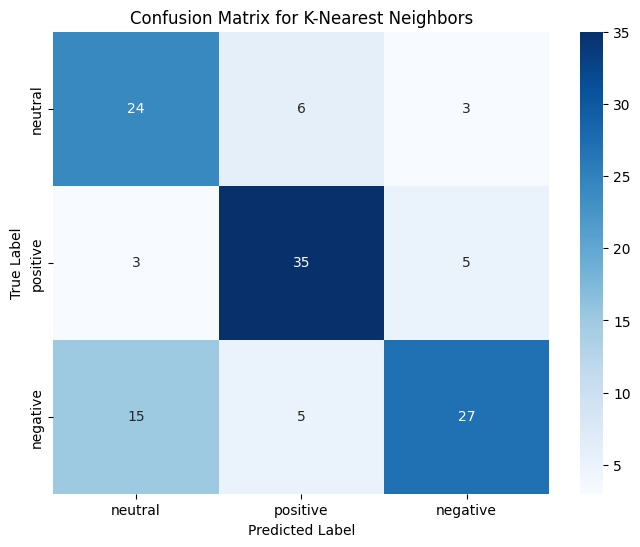 Confusion Matrix for K-Nearest Neighbors
True Label
neutral
24 6 3
positive
3 35 5
negative
15 5 27
neutral positive negative
Predicted Label
35
30
25
20
15
10
5